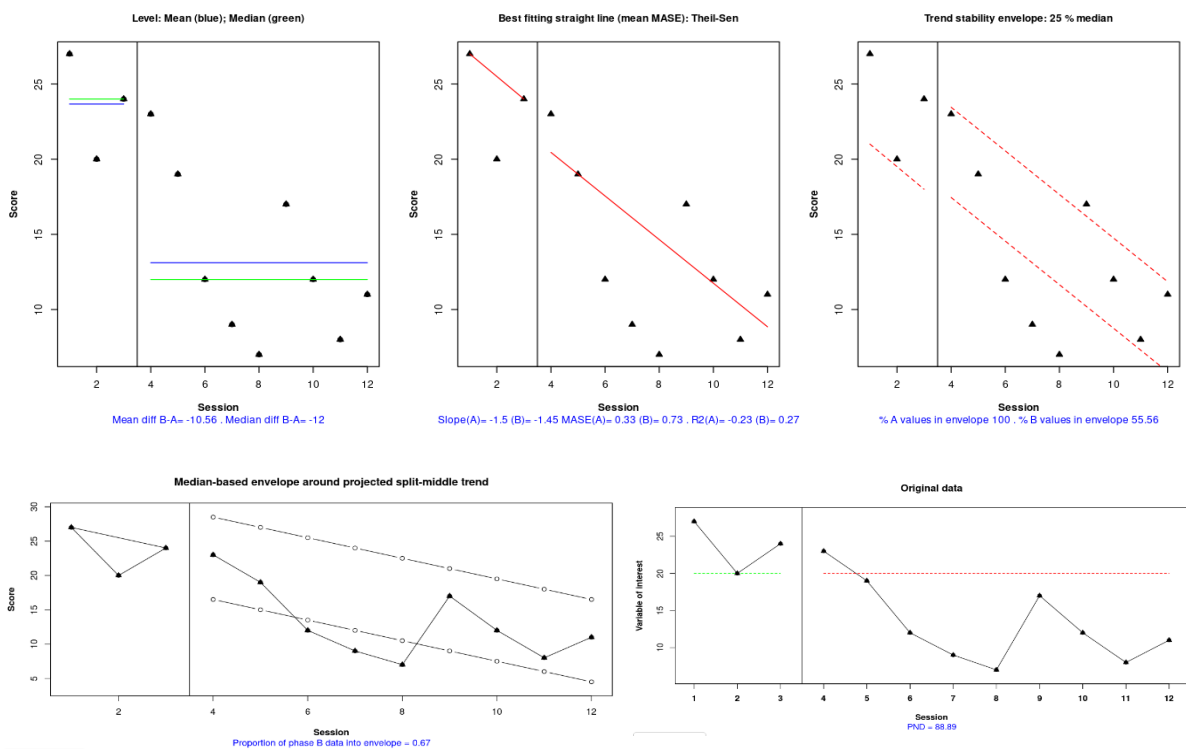 Level: Mean (blue); Median (green)
Score
25
20
15
10
2 4 6 8 10 12
Session
Mean diff B-A= -10.56 . Median diff B-A= -12
Best fitting straight line (mean MASE): Theil-Sen
Score
25
20
15
10
2 4 6 8 10 12
Session
Slope(A)= -1.5 (B)= -1.45 MASE(A)= 0.33 (B)= 0.73 . R2(A)= -0.23 (B)= 0.27
Trend stability envelope: 25 % median
Score
25
20
15
10
2 4 6 8 10 12
Session
% A values in envelope 100 . % B values in envelope 55.56
Median-based envelope around projected split-middle trend
Score
30
25
20
15
10
5
2 4 6 8 10 12
Session
Proportion of phase B data into envelope = 0.67
Original data
Variable of interest
25
20
15
10
1 2 3 4 5 6 7 8 9 10 11 12
Session
PND = 88.89